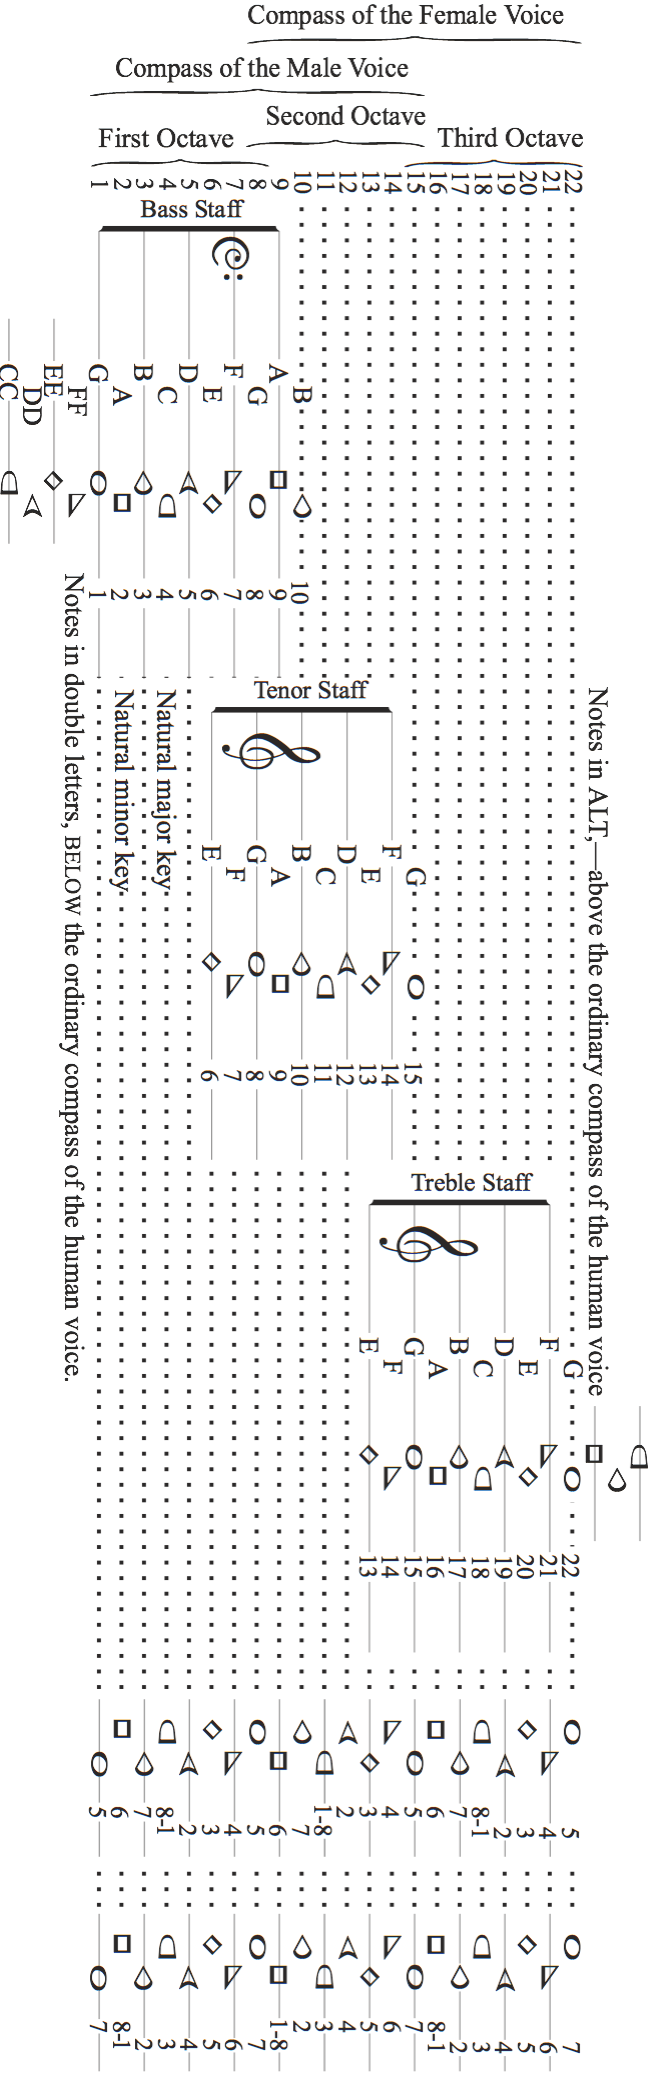 Compass of the Female Voice
Compass of the Male Voice
Second Octave
First Octave
Third Octave
1 2 3 4 5 6 7 8 9 10 11 12 13 14 15 16 17 18 19 20 21 22
Bass Staff
CC DD EE FF G A B C D E F G A B
1 2 3 4 5 6 7 8 9 10
Notes in ALT,—above the ordinary compass of the human voice
Tenor Staff
Natural major key
Natural minor key
Notes in double letters, BELOW the ordinary compass of the human voice.
E F G A B C D E F G
6 7 8 9 10 11 12 13 14 15
Treble Staff
E F G A B C D E F G
13 14 15 16 17 18 19 20 21 22
5 6 7 8-1 2 3 4 5 6 7 1-8 2 3 4 5 6 7 8-1 2 3 4 5
7 8-1 2 3 4 5 6 7 1-8 2 3 4 5 6 7 8-1 2 3 4 5 6 7